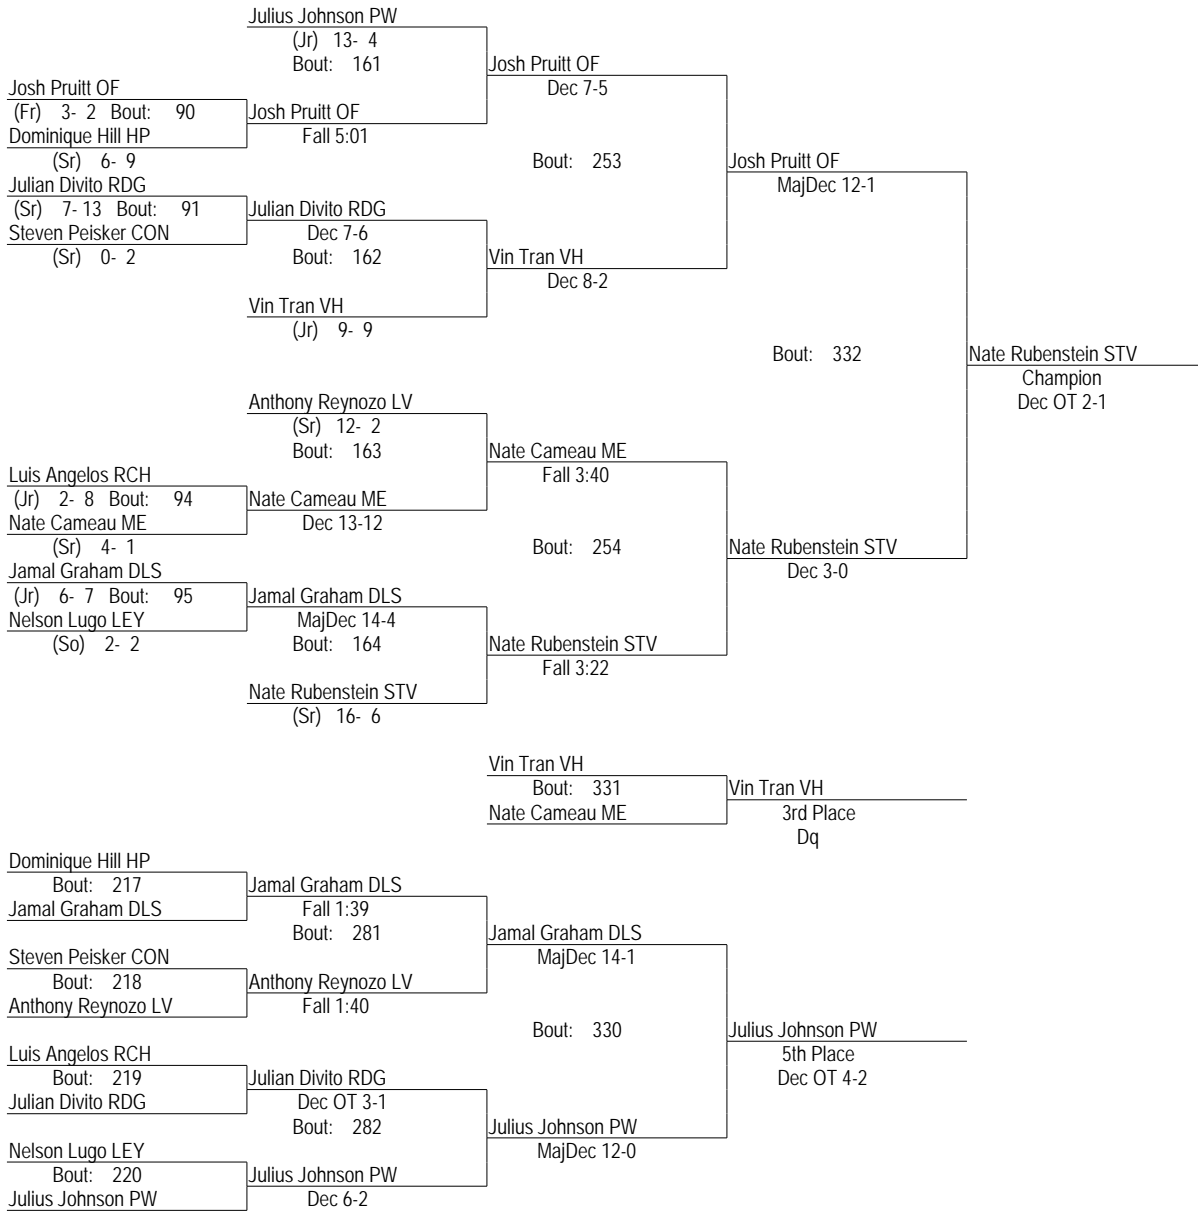 Julius Johnson PW
(Jr) 13- 4
Bout: 161
Josh Pruitt OF
Dec 7-5
Josh Pruitt OF
(Fr) 3- 2 Bout: 90
Josh Pruitt OF
Dominique Hill HP
Fall 5:01
(Sr) 6- 9
Bout: 253
Josh Pruitt OF
Julian Divito RDG
MajDec 12-1
(Sr) 7- 13 Bout: 91
Julian Divito RDG
Steven Peisker CON
Dec 7-6
(Sr) 0- 2
Bout: 162
Vin Tran VH
Dec 8-2
Vin Tran VH
(Jr) 9- 9
Bout: 332
Nate Rubenstein STV
Champion
Dec OT 2-1
Anthony Reynozo LV
(Sr) 12- 2
Bout: 163
Nate Cameau ME
Fall 3:40
Luis Angelos RCH
(Jr) 2- 8 Bout: 94
Nate Cameau ME
Nate Cameau ME
Dec 13-12
(Sr) 4- 1
Bout: 254
Nate Rubenstein STV
Jamal Graham DLS
Dec 3-0
(Jr) 6- 7 Bout: 95
Jamal Graham DLS
Nelson Lugo LEY
MajDec 14-4
(So) 2- 2
Bout: 164
Nate Rubenstein STV
Fall 3:22
Nate Rubenstein STV
(Sr) 16- 6
Vin Tran VH
Bout: 331
Vin Tran VH
Nate Cameau ME
3rd Place
Dq
Dominique Hill HP
Bout: 217
Jamal Graham DLS
Jamal Graham DLS
Fall 1:39
Bout: 281
Jamal Graham DLS
MajDec 14-1
Steven Peisker CON
Bout: 218
Anthony Reynozo LV
Anthony Reynozo LV
Fall 1:40
Bout: 330
Julius Johnson PW
5th Place
Dec OT 4-2
Luis Angelos RCH
Bout: 219
Julian Divito RDG
Julian Divito RDG
Dec OT 3-1
Bout: 282
Julius Johnson PW
MajDec 12-0
Nelson Lugo LEY
Bout: 220
Julius Johnson PW
Julius Johnson PW
Dec 6-2